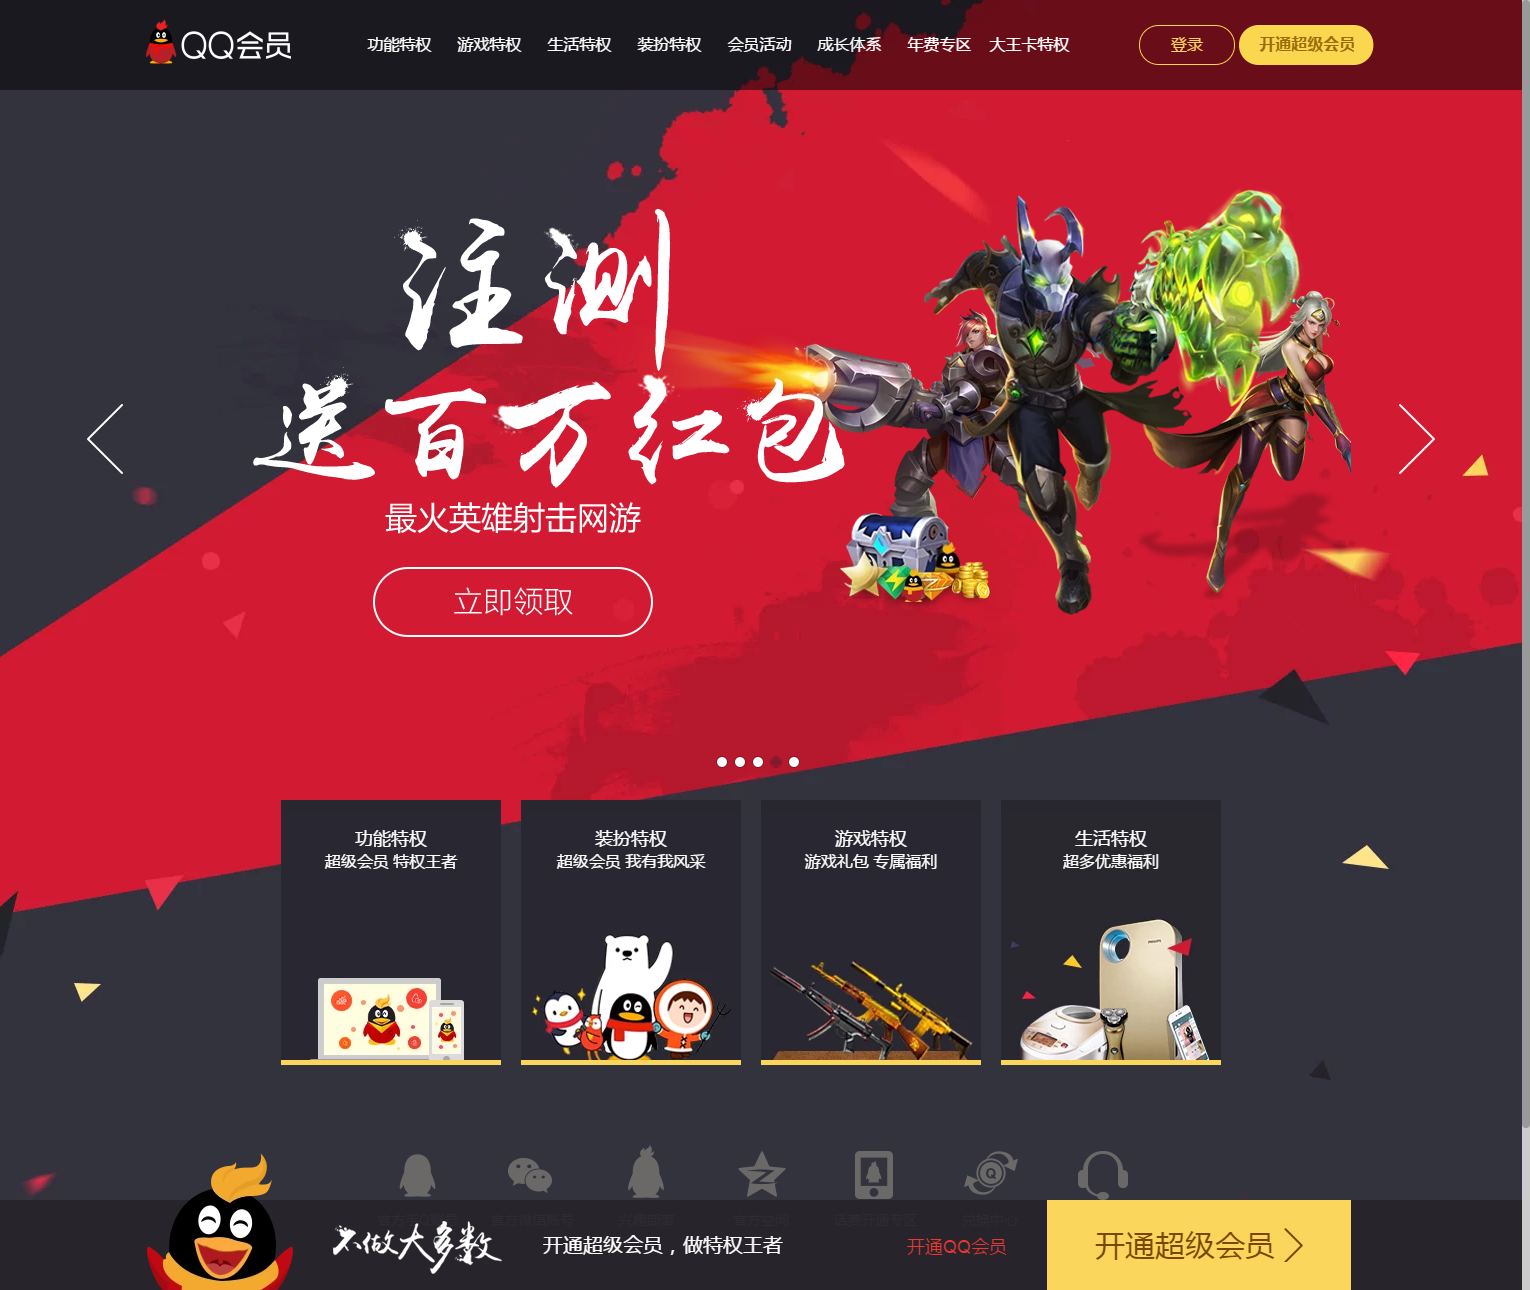 QQ会员
功能特权 游戏特权 生活特权 装扮特权 会员活动 成长体系 年费专区 大王卡特权
登录 开通超级会员
注测
送百万红包
最火英雄射击网游
立即领取
功能特权
超级会员 特权王者
装扮特权
超级会员 我有我风采
游戏特权
游戏礼包 专属福利
生活特权
超多优惠福利
官方空间
不做大多数
开通超级会员，做特权王者
开通QQ会员
开通超级会员